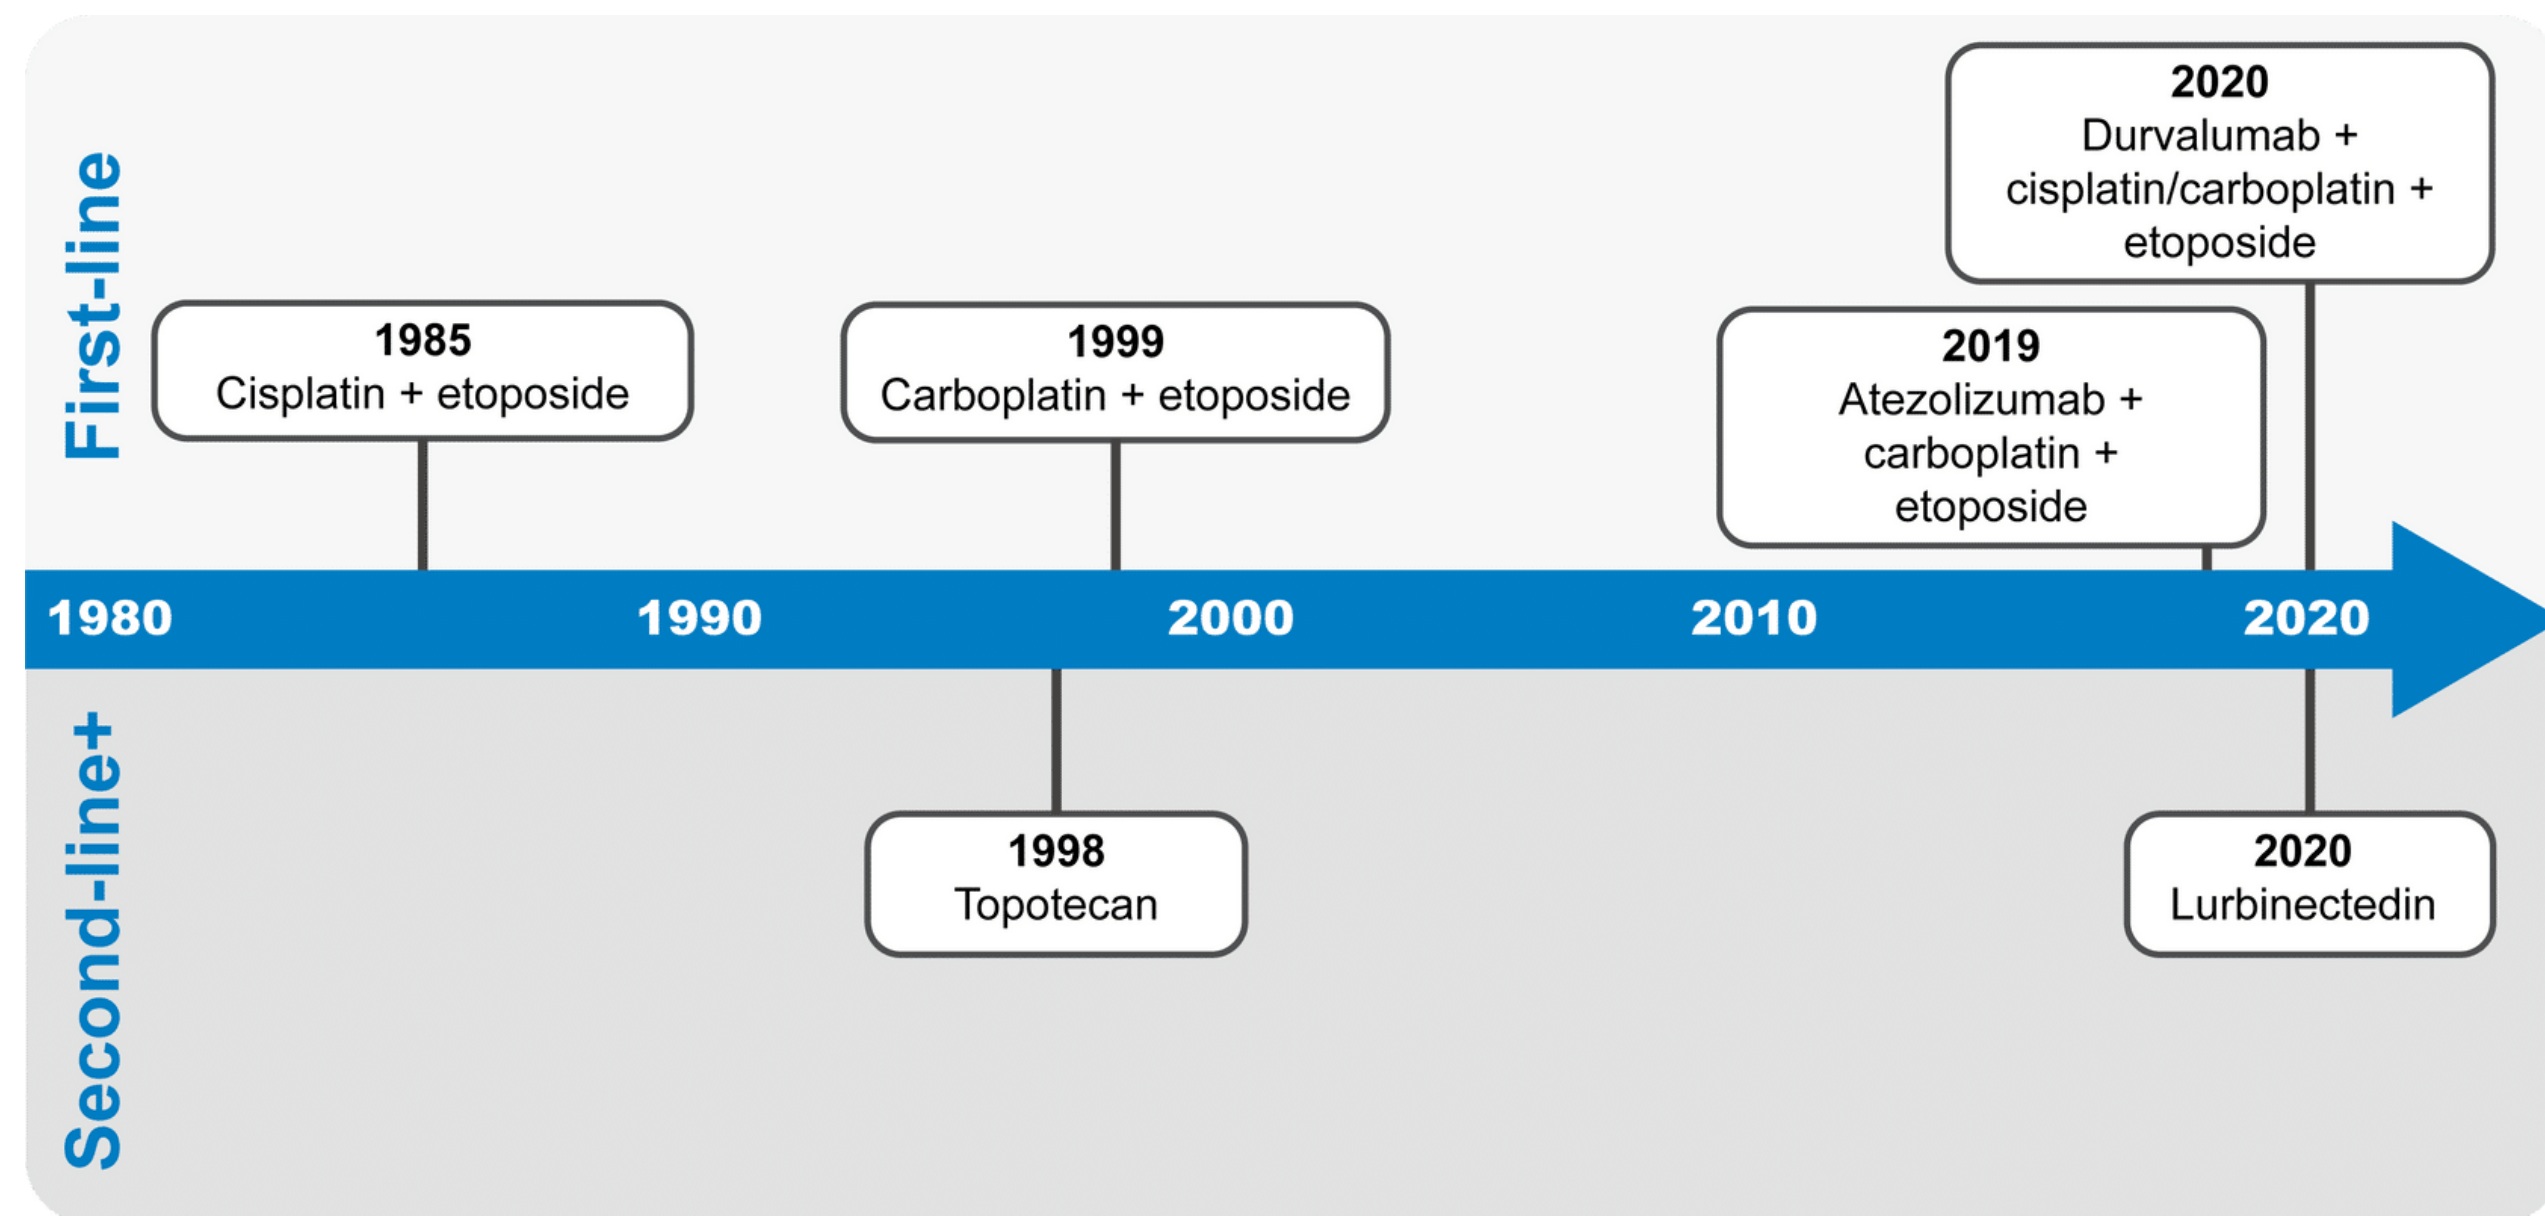 First-line
2020
Durvalumab +
cisplatin/carboplatin +
etoposide
1985
Cisplatin + etoposide
1999
Carboplatin + etoposide
2019
Atezolizumab +
carboplatin +
etoposide
1980 1990 2000 2010 2020
Second-line+
1998
Topotecan
2020
Lurbinectedin